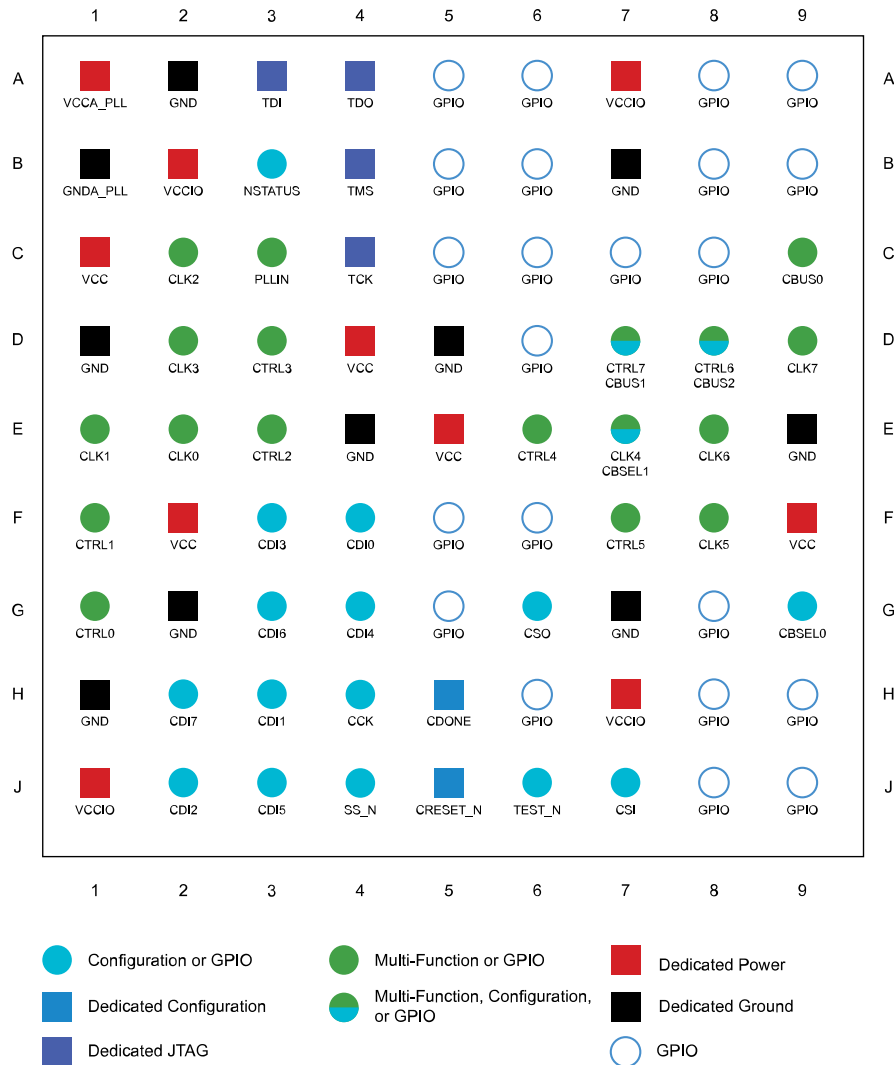 1 2 3 4 5 6 7 8 9
A A
VCCA_PLL GND TDI TDO GPIO GPIO VCCIO GPIO GPIO
B B
GNDA_PLL VCCIO NSTATUS TMS GPIO GPIO GND GPIO GPIO
C C
VCC CLK2 PLLIN TCK GPIO GPIO GPIO GPIO CBUS0
D D
GND CLK3 CTRL3 VCC GND GPIO CTRL7 CTRL6 CLK7
CBUS1 CBUS2
E E
CLK1 CLK0 CTRL2 GND VCC CTRL4 CLK4 CLK6 GND
CBSEL1
F F
CTRL1 VCC CDI3 CDI0 GPIO GPIO CTRL5 CLK5 VCC
G G
CTRL0 GND CDI6 CDI4 GPIO CSO GND GPIO CBSEL0
H H
GND CDI7 CDI1 CCK CDONE GPIO VCCIO GPIO GPIO
J J
VCCIO CDI2 CDI5 SS_N CRESET_N TEST_N CSI GPIO GPIO
1 2 3 4 5 6 7 8 9
Configuration or GPIO
Dedicated Configuration
Dedicated JTAG
Multi-Function or GPIO
Multi-Function, Configuration,
or GPIO
Dedicated Power
Dedicated Ground
GPIO